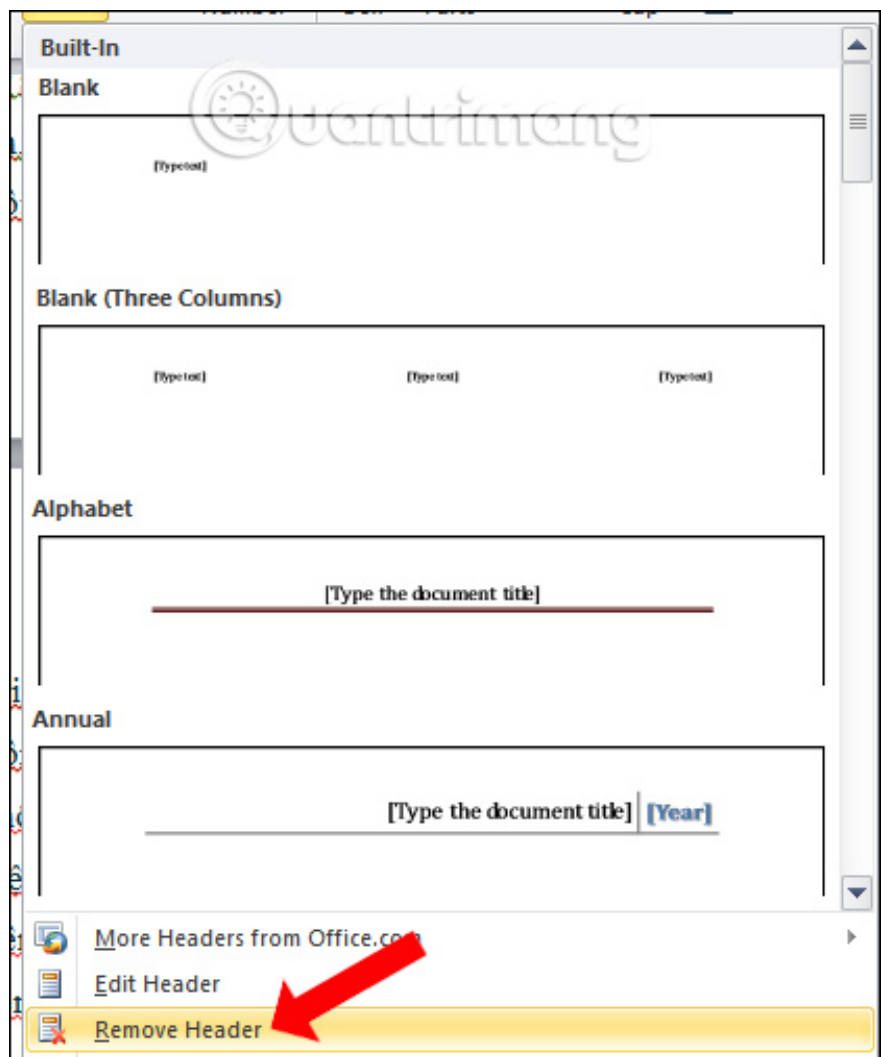 Built-In
Blank
Quantrimang
[Type text]
Blank (Three Columns)
[Type text] [Type text] [Type text]
Alphabet
[Type the document title]
Annual
[Type the document title] [Year]
More Headers from Office.com
Edit Header
Remove Header